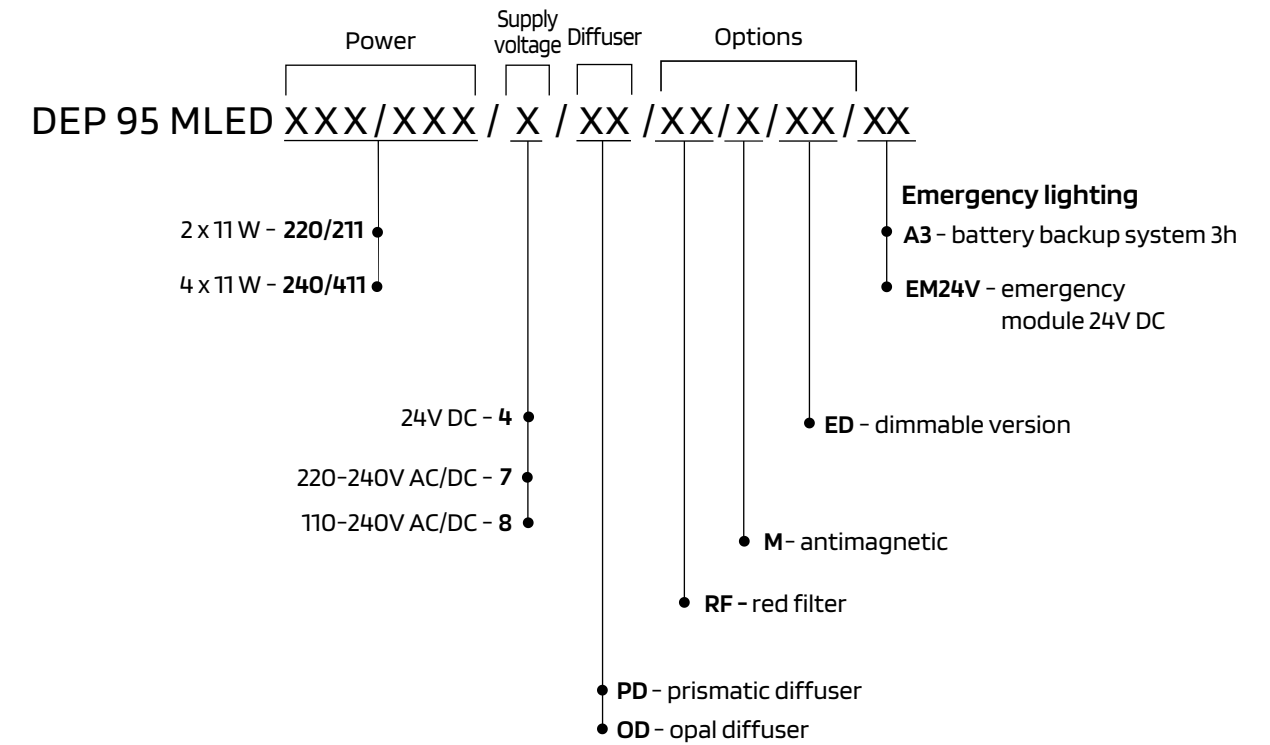 Supply
voltage
Power
Diffuser
Options
DEP 95 MLED XXX/XXX / X / XX /XX/X/XX/XX
Emergency lighting
2 x 11 W - 220/211
A3 - battery backup system 3h
4 x 11 W - 240/411
EM24V - emergency
module 24V DC
24V DC - 4
ED - dimmable version
220-240V AC/DC - 7
110-240V AC/DC - 8
M- antimagnetic
RF - red filter
PD - prismatic diffuser
OD - opal diffuser